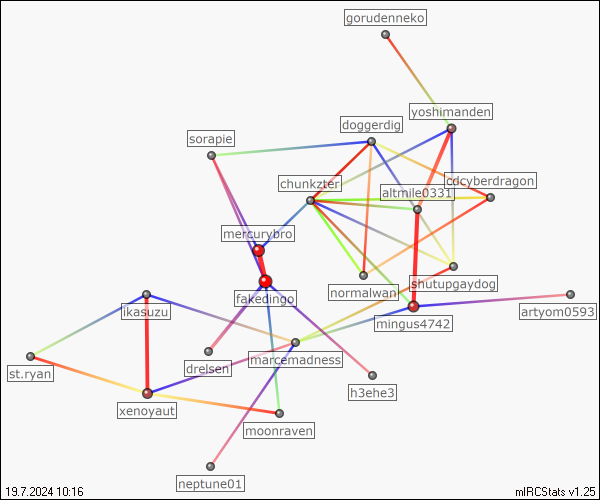 gorudenneko
yoshimanden
doggerdig
sorapie
cdcyberdragon
chunkzter
altmile0331
mercurybro
shutupgaydog
normalwan
fakedingo
ikasuzu
artyom0593
mingus4742
marcemadness
drelsen
st.ryan
h3ehe3
xenoyaut
moonraven
neptune01
19.7.2024 10:16
mIRCStats v1.25